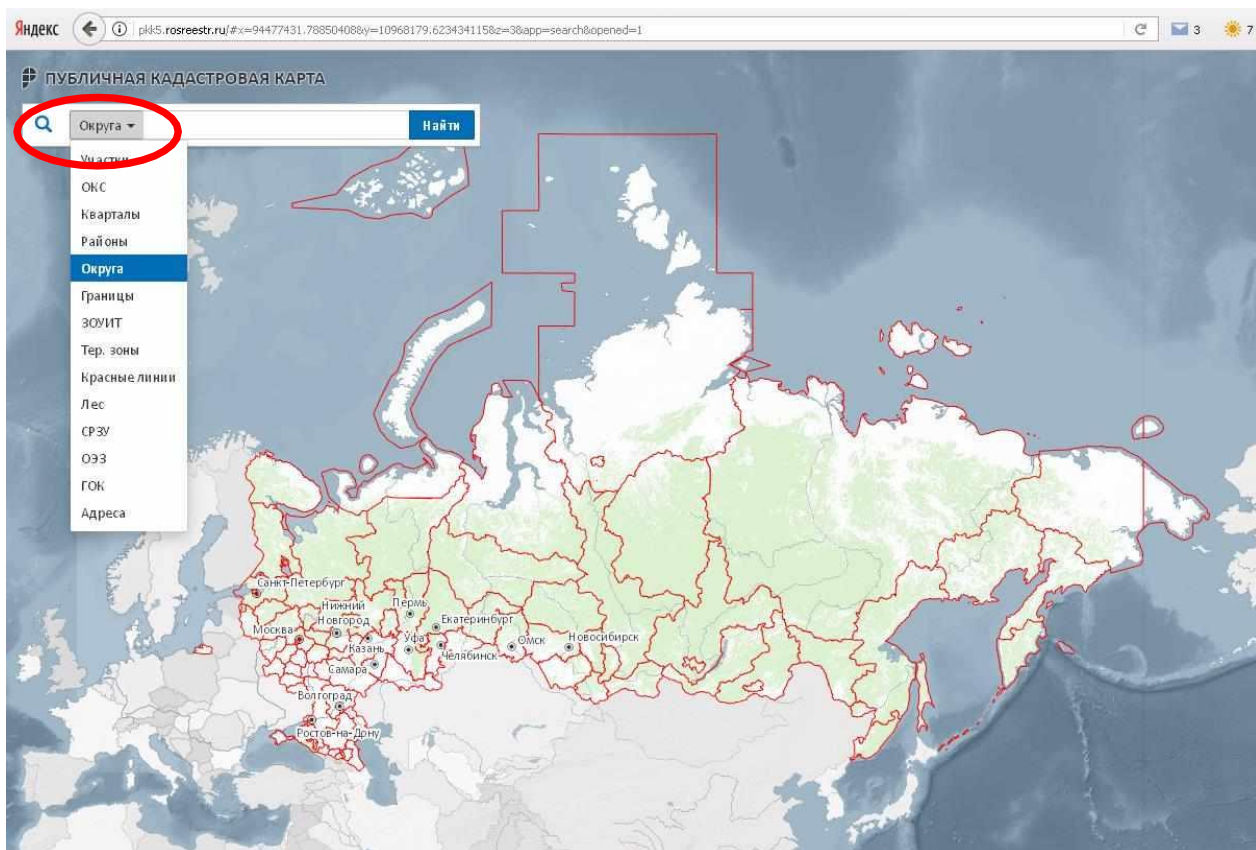 Яндекс
pkk5.rosreestr.ru/#x=94477431.78850408&y=10968179.623434115&z=3&app=search&opened=1
3
7
ПУБЛИЧНАЯ КАДАСТРОВАЯ КАРТА
Округа
Найти
Участки
ОКС
Кварталы
Районы
Округа
Границы
ЗОУИТ
Тер. зоны
Красные линии
Лес
СРЗУ
ОЭЗ
ГОК
Адреса
Санкт-Петербург
Нижний
Новгород
Пермь
Екатеринбург
Москва
Казань
Уфа
Омск
Новосибирск
Челябинск
Самара
Волгоград
Ростов-на-Дону